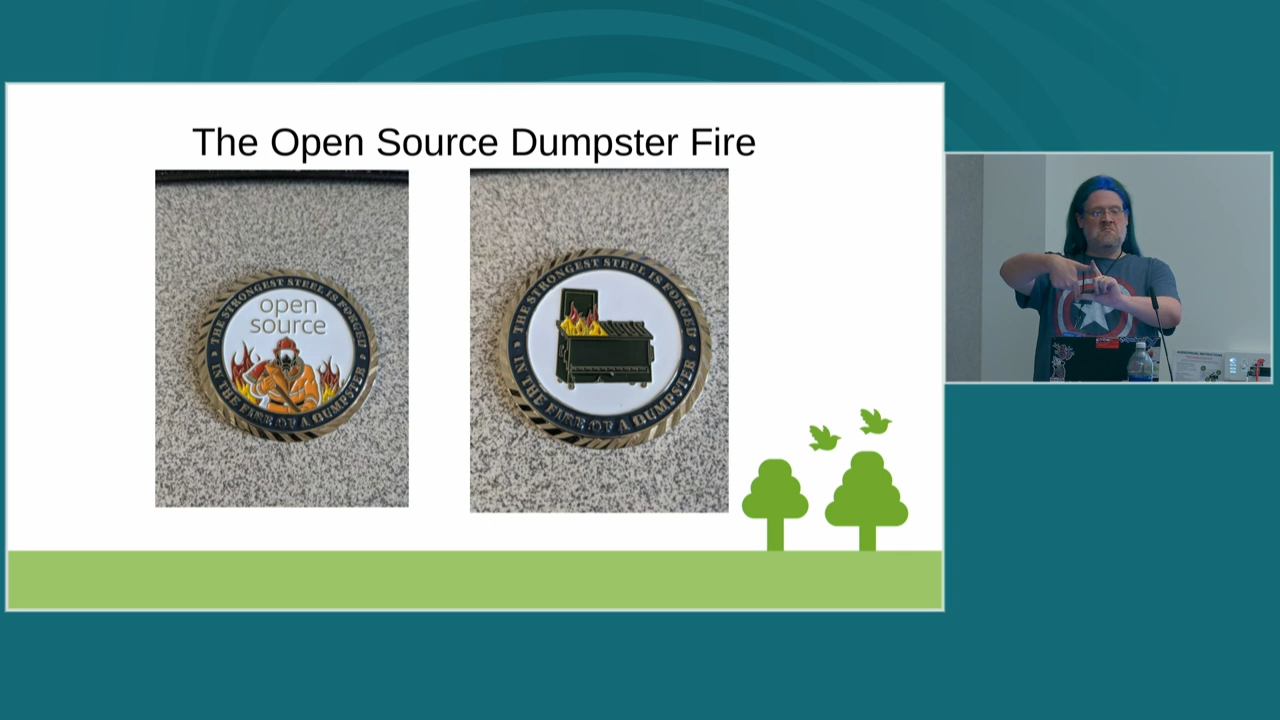 The Open Source Dumpster Fire
THE STRONGEST STEEL IS FORGED
open
source
IN THE FIRE OF A DUMPSTER
THE STRONGEST STEEL IS FORGED
IN THE FIRE OF A DUMPSTER